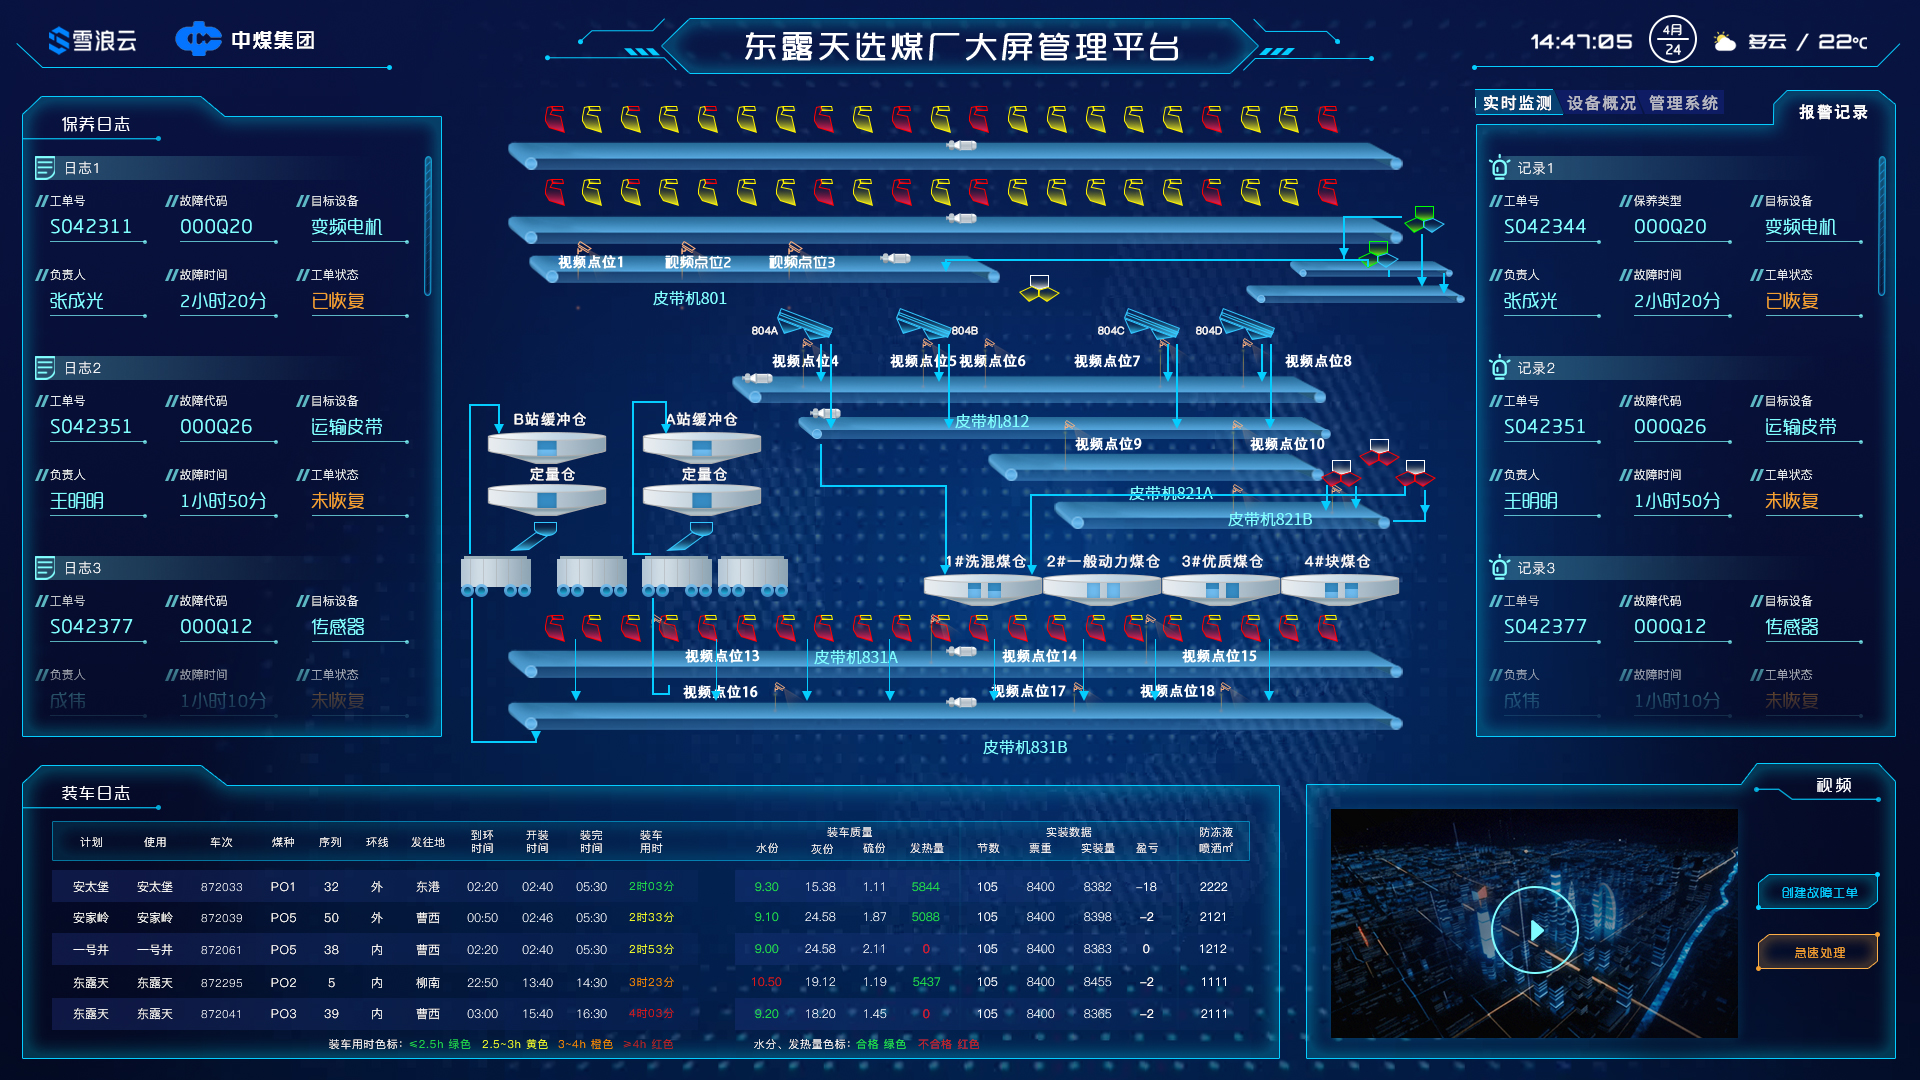 雪浪云
中煤集团
东露天选煤厂大屏管理平台
14:47:05
4月
24
多云 / 22℃
保养日志
日志1
工单号 故障代码 目标设备
S042311 000Q20 变频电机
负责人 故障时间 工单状态
张成光 2小时20分 已恢复
日志2
工单号 故障代码 目标设备
S042351 000Q26 运输皮带
负责人 故障时间 工单状态
王明明 1小时50分 未恢复
日志3
工单号 故障代码 目标设备
S042377 000Q12 传感器
负责人 故障时间 工单状态
成伟 1小时10分 未恢复
视频点位1 视频点位2 视频点位3
皮带机801
804A 804B 804C 804D
视频点位4 视频点位5 视频点位6 视频点位7 视频点位8
皮带机812
B站缓冲仓 A站缓冲仓
定量仓 定量仓
视频点位9 视频点位10
皮带机821A
皮带机821B
1#洗混煤仓 2#一般动力煤仓 3#优质煤仓 4#块煤仓
视频点位13 皮带机831A 视频点位14 视频点位15
视频点位16 视频点位17 视频点位18
皮带机831B
实时监测 设备概况 管理系统
报警记录
记录1
工单号 保养类型 目标设备
S042344 000Q20 变频电机
负责人 故障时间 工单状态
张成光 2小时20分 已恢复
记录2
工单号 故障代码 目标设备
S042351 000Q26 运输皮带
负责人 故障时间 工单状态
王明明 1小时50分 未恢复
记录3
工单号 故障代码 目标设备
S042377 000Q12 传感器
负责人 故障时间 工单状态
成伟 1小时10分 未恢复
装车日志
装车质量 实装数据
计划 使用 车次 煤种 序列 环线 发往地 到环时间 开装时间 装完时间 装车用时 水份 灰份 硫份 发热量 节数 票重 实装量 盈亏 防冻液喷洒㎡
安太堡 安太堡 872033 PO1 32 外 东港 02:20 02:40 05:30 2时03分 9.30 15.38 1.11 5844 105 8400 8382 -18 2222
安家岭 安家岭 872039 PO5 50 外 曹西 00:50 02:46 05:30 2时33分 9.10 24.58 1.87 5088 105 8400 8398 -2 2121
一号井 一号井 872061 PO5 38 内 曹西 02:20 02:40 05:30 2时53分 9.00 24.58 2.11 0 105 8400 8383 0 1212
东露天 东露天 872295 PO2 5 内 柳南 22:50 13:40 14:30 3时23分 10.50 19.12 1.19 5437 105 8400 8455 -2 1111
东露天 东露天 872041 PO3 39 内 曹西 03:00 15:40 16:30 4时03分 9.20 18.20 1.45 0 105 8400 8365 -2 2111
装车用时色标: ≤2.5h 绿色 2.5~3h 黄色 3~4h 橙色 ≥4h 红色
水分、发热量色标: 合格 绿色 不合格 红色
视频
创建故障工单
急速处理